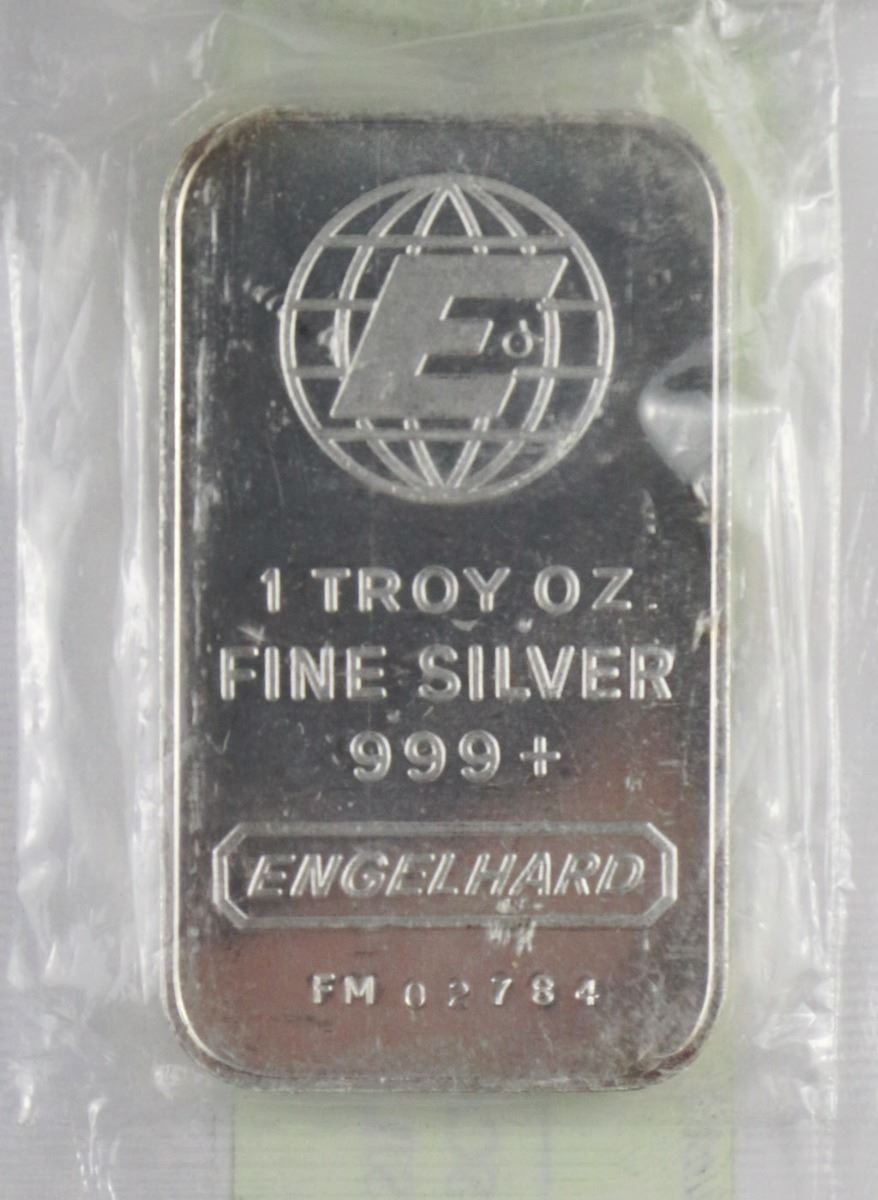 E
1 TROY OZ.
FINE SILVER
999+
ENGELHARD
FM 02784